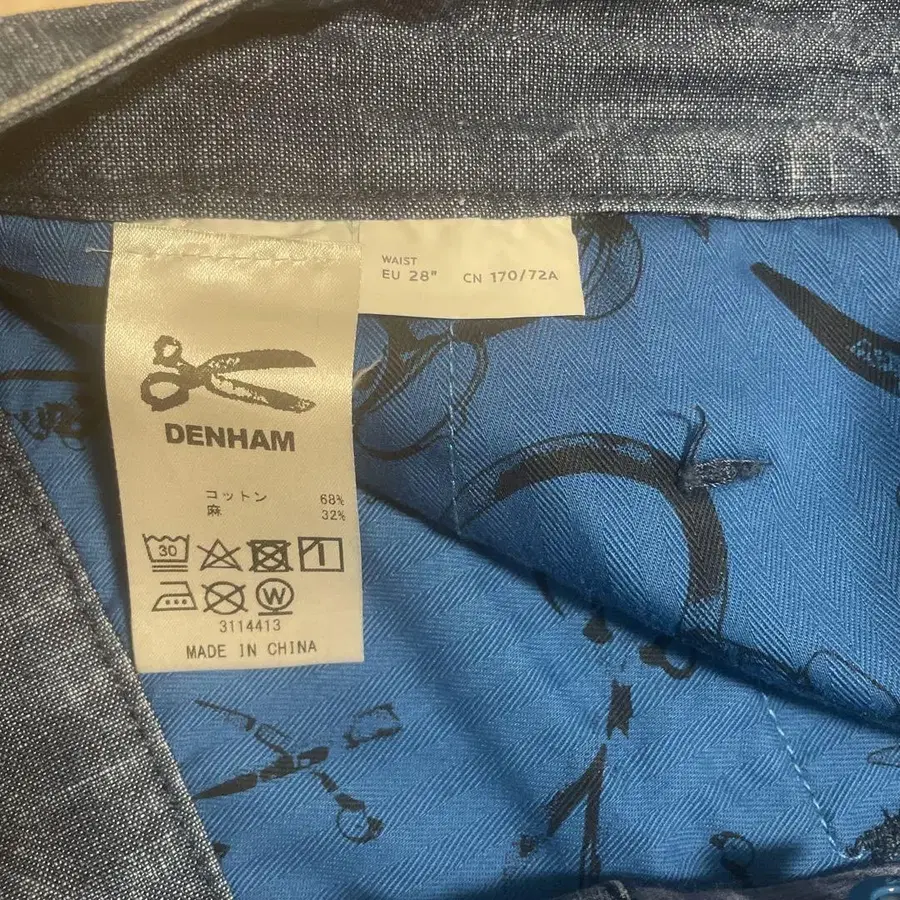 WAIST
EU 28" CN 170/72A
DENHAM
コットン 68%
麻 32%
30
W
3114413
MADE IN CHINA